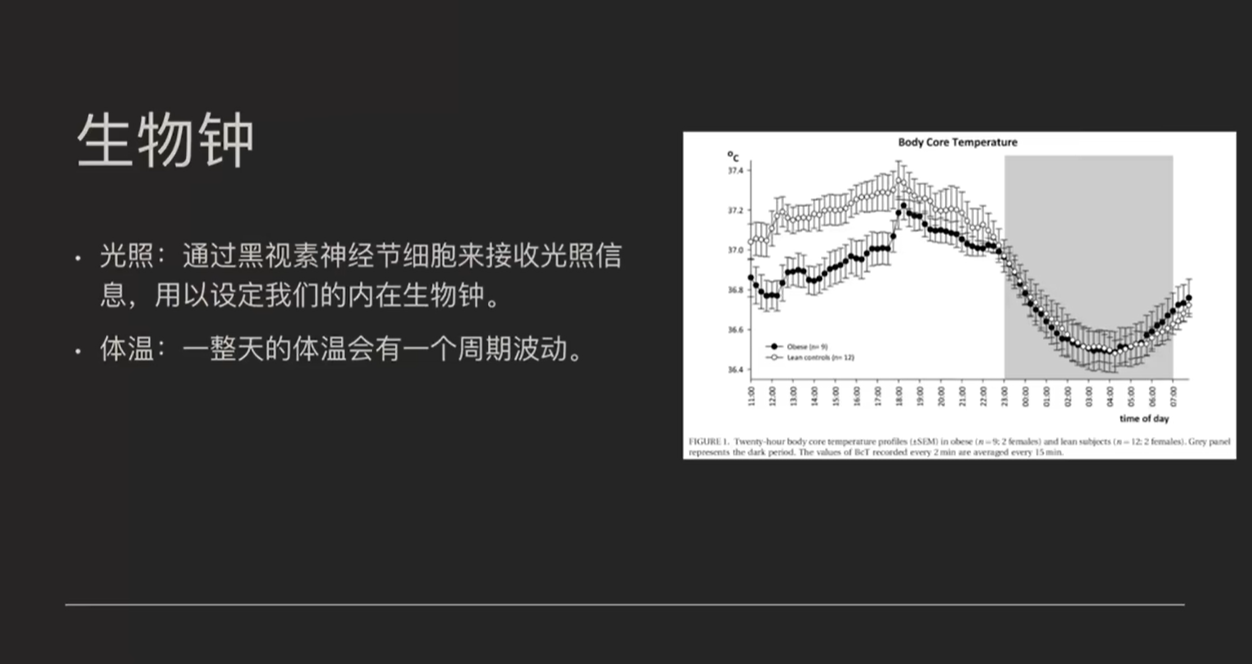 生物钟
• 光照：通过黑视素神经节细胞来接收光照信
息，用以设定我们的内在生物钟。
• 体温：一整天的体温会有一个周期波动。
Body Core Temperature
°C
37.4
37.2
37.0
36.8
36.6
36.4
Obese (n= 9)
Lean controls (n= 12)
11:00 12:00 13:00 14:00 15:00 16:00 17:00 18:00 19:00 20:00 21:00 22:00 23:00 00:00 01:00 02:00 03:00 04:00 05:00 06:00 07:00
time of day
FIGURE 1. Twenty-hour body core temperature profiles (±SEM) in obese (n = 9; 2 females) and lean subjects (n = 12; 2 females). Grey panel
represents the dark period. The values of BcT recorded every 2 min are averaged every 15 min.